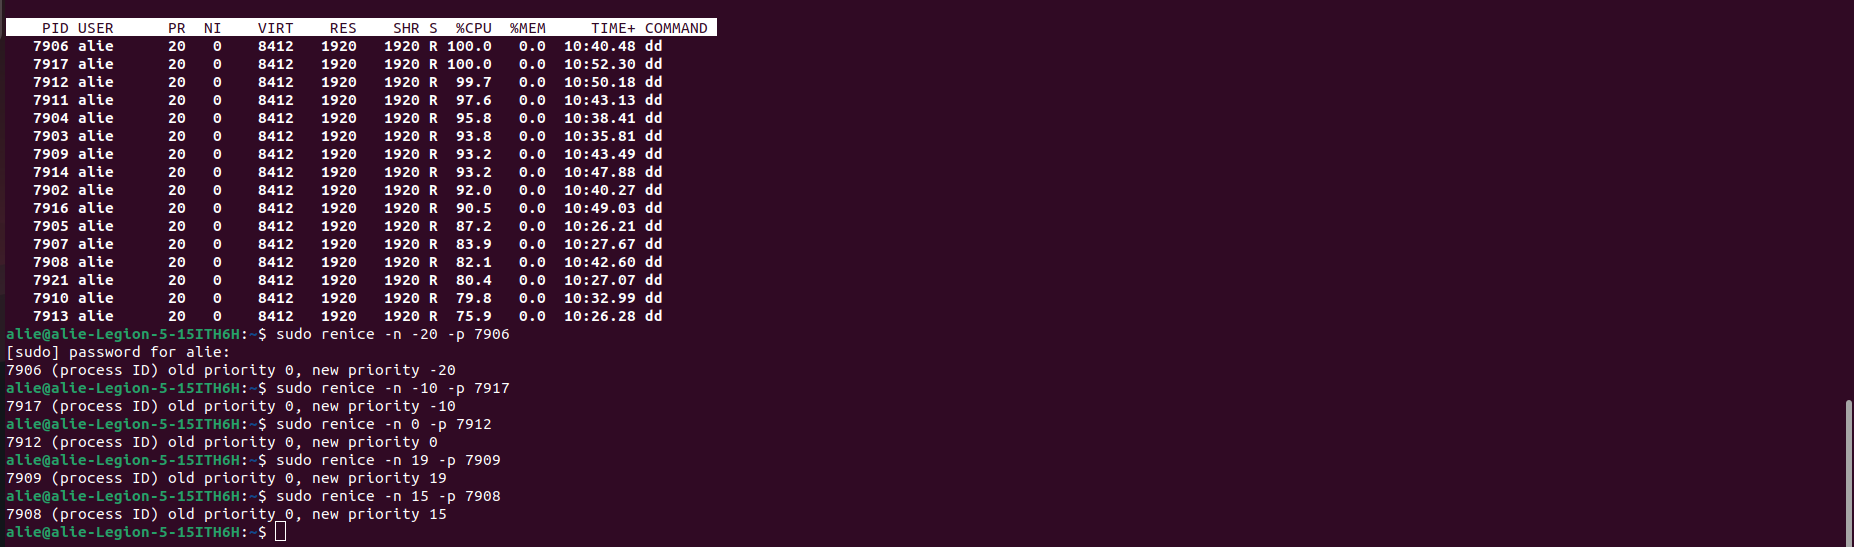 PID USER PR NI VIRT RES SHR S %CPU %MEM TIME+ COMMAND
7906 alie 20 0 8412 1920 1920 R 100.0 0.0 10:40.48 dd
7917 alie 20 0 8412 1920 1920 R 100.0 0.0 10:52.30 dd
7912 alie 20 0 8412 1920 1920 R 99.7 0.0 10:50.18 dd
7911 alie 20 0 8412 1920 1920 R 97.6 0.0 10:43.13 dd
7904 alie 20 0 8412 1920 1920 R 95.8 0.0 10:38.41 dd
7903 alie 20 0 8412 1920 1920 R 93.8 0.0 10:35.81 dd
7909 alie 20 0 8412 1920 1920 R 93.2 0.0 10:43.49 dd
7914 alie 20 0 8412 1920 1920 R 93.2 0.0 10:47.88 dd
7902 alie 20 0 8412 1920 1920 R 92.0 0.0 10:40.27 dd
7916 alie 20 0 8412 1920 1920 R 90.5 0.0 10:49.03 dd
7905 alie 20 0 8412 1920 1920 R 87.2 0.0 10:26.21 dd
7907 alie 20 0 8412 1920 1920 R 83.9 0.0 10:27.67 dd
7908 alie 20 0 8412 1920 1920 R 82.1 0.0 10:42.60 dd
7921 alie 20 0 8412 1920 1920 R 80.4 0.0 10:27.07 dd
7910 alie 20 0 8412 1920 1920 R 79.8 0.0 10:32.99 dd
7913 alie 20 0 8412 1920 1920 R 75.9 0.0 10:26.28 dd
alie@alie-Legion-5-15ITH6H:~$ sudo renice -n -20 -p 7906
[sudo] password for alie:
7906 (process ID) old priority 0, new priority -20
alie@alie-Legion-5-15ITH6H:~$ sudo renice -n -10 -p 7917
7917 (process ID) old priority 0, new priority -10
alie@alie-Legion-5-15ITH6H:~$ sudo renice -n 0 -p 7912
7912 (process ID) old priority 0, new priority 0
alie@alie-Legion-5-15ITH6H:~$ sudo renice -n 19 -p 7909
7909 (process ID) old priority 0, new priority 19
alie@alie-Legion-5-15ITH6H:~$ sudo renice -n 15 -p 7908
7908 (process ID) old priority 0, new priority 15
alie@alie-Legion-5-15ITH6H:~$